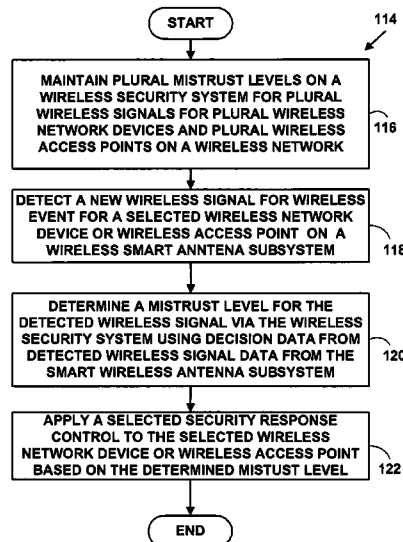 START
114
MAINTAIN PLURAL MISTRUST LEVELS ON A
WIRELESS SECURITY SYSTEM FOR PLURAL
WIRELESS SIGNALS FOR PLURAL WIRELESS
NETWORK DEVICES AND PLURAL WIRELESS
ACCESS POINTS ON A WIRELESS NETWORK
116
DETECT A NEW WIRELESS SIGNAL FOR WIRELESS
EVENT FOR A SELECTED WIRELESS NETWORK
DEVICE OR WIRELESS ACCESS POINT ON A
WIRELESS SMART ANNTENA SUBSYSTEM
118
DETERMINE A MISTRUST LEVEL FOR THE
DETECTED WIRELESS SIGNAL VIA THE WIRELESS
SECURITY SYSTEM USING DECISION DATA FROM
DETECTED WIRELESS SIGNAL DATA FROM THE
SMART WIRELESS ANTENNA SUBSYSTEM
120
APPLY A SELECTED SECURITY RESPONSE
CONTROL TO THE SELECTED WIRELESS
NETWORK DEVICE OR WIRELESS ACCESS POINT
BASED ON THE DETERMINED MISTUST LEVEL
122
END